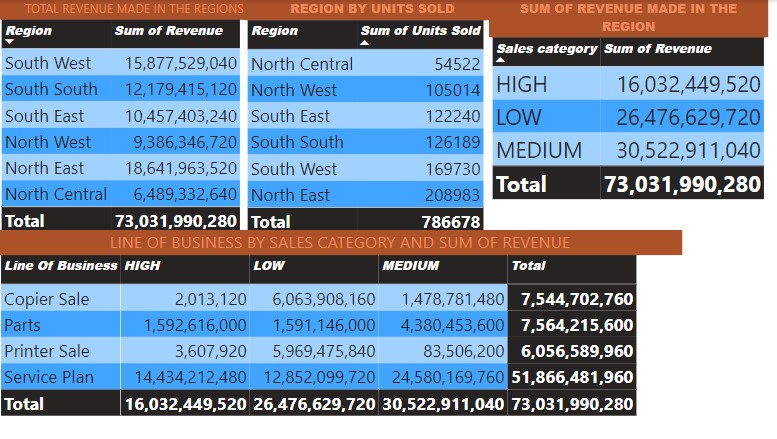 TOTAL REVENUE MADE IN THE REGIONS
Region Sum of Revenue
South West 15,877,529,040
South South 12,179,415,120
South East 10,457,403,240
North West 9,386,346,720
North East 18,641,963,520
North Central 6,489,332,640
Total 73,031,990,280
REGION BY UNITS SOLD
Region Sum of Units Sold
North Central 54522
North West 105014
South East 122240
South South 126189
South West 169730
North East 208983
Total 786678
SUM OF REVENUE MADE IN THE
REGION
Sales category Sum of Revenue
HIGH 16,032,449,520
LOW 26,476,629,720
MEDIUM 30,522,911,040
Total 73,031,990,280
LINE OF BUSINESS BY SALES CATEGORY AND SUM OF REVENUE
Line Of Business HIGH LOW MEDIUM Total
Copier Sale 2,013,120 6,063,908,160 1,478,781,480 7,544,702,760
Parts 1,592,616,000 1,591,146,000 4,380,453,600 7,564,215,600
Printer Sale 3,607,920 5,969,475,840 83,506,200 6,056,589,960
Service Plan 14,434,212,480 12,852,099,720 24,580,169,760 51,866,481,960
Total 16,032,449,520 26,476,629,720 30,522,911,040 73,031,990,280